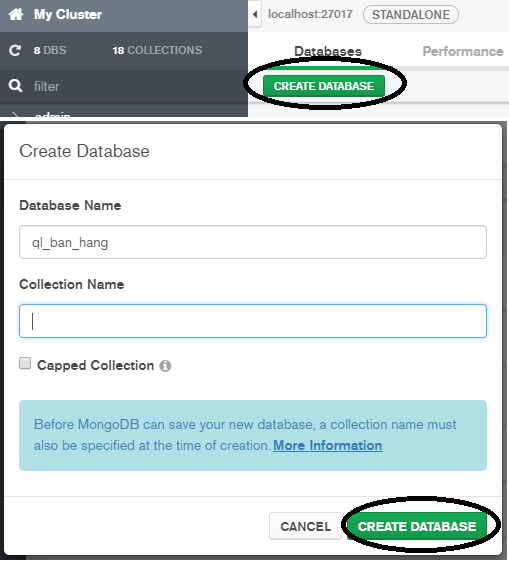 My Cluster
localhost:27017 STANDALONE
8 DBS 18 COLLECTIONS
Databases Performance
filter
CREATE DATABASE
admin
Create Database
Database Name
ql_ban_hang
Collection Name
Capped Collection
Before MongoDB can save your new database, a collection name must
also be specified at the time of creation. More Information
CANCEL CREATE DATABASE